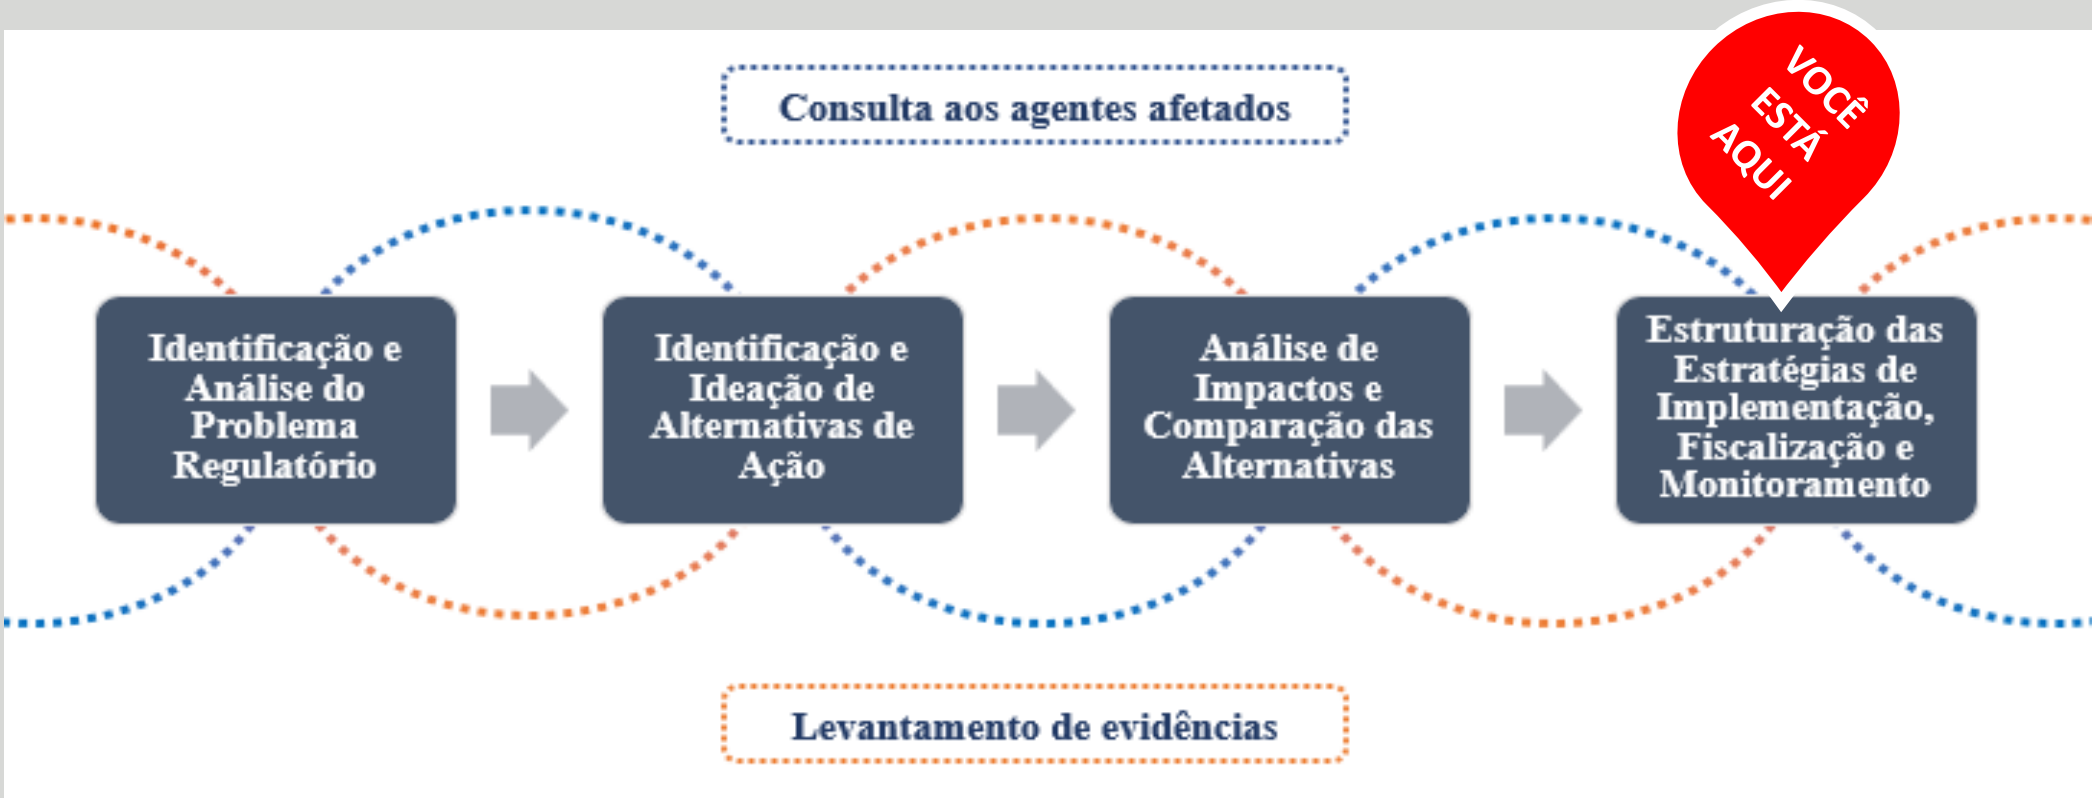 Consulta aos agentes afetados
VOCÊ
ESTÁ
AQUI
Identificação e
Análise do
Problema
Regulatório
Identificação e
Ideação de
Alternativas de
Ação
Análise de
Impactos e
Comparação das
Alternativas
Estruturação das
Estratégias de
Implementação,
Fiscalização e
Monitoramento
Levantamento de evidências